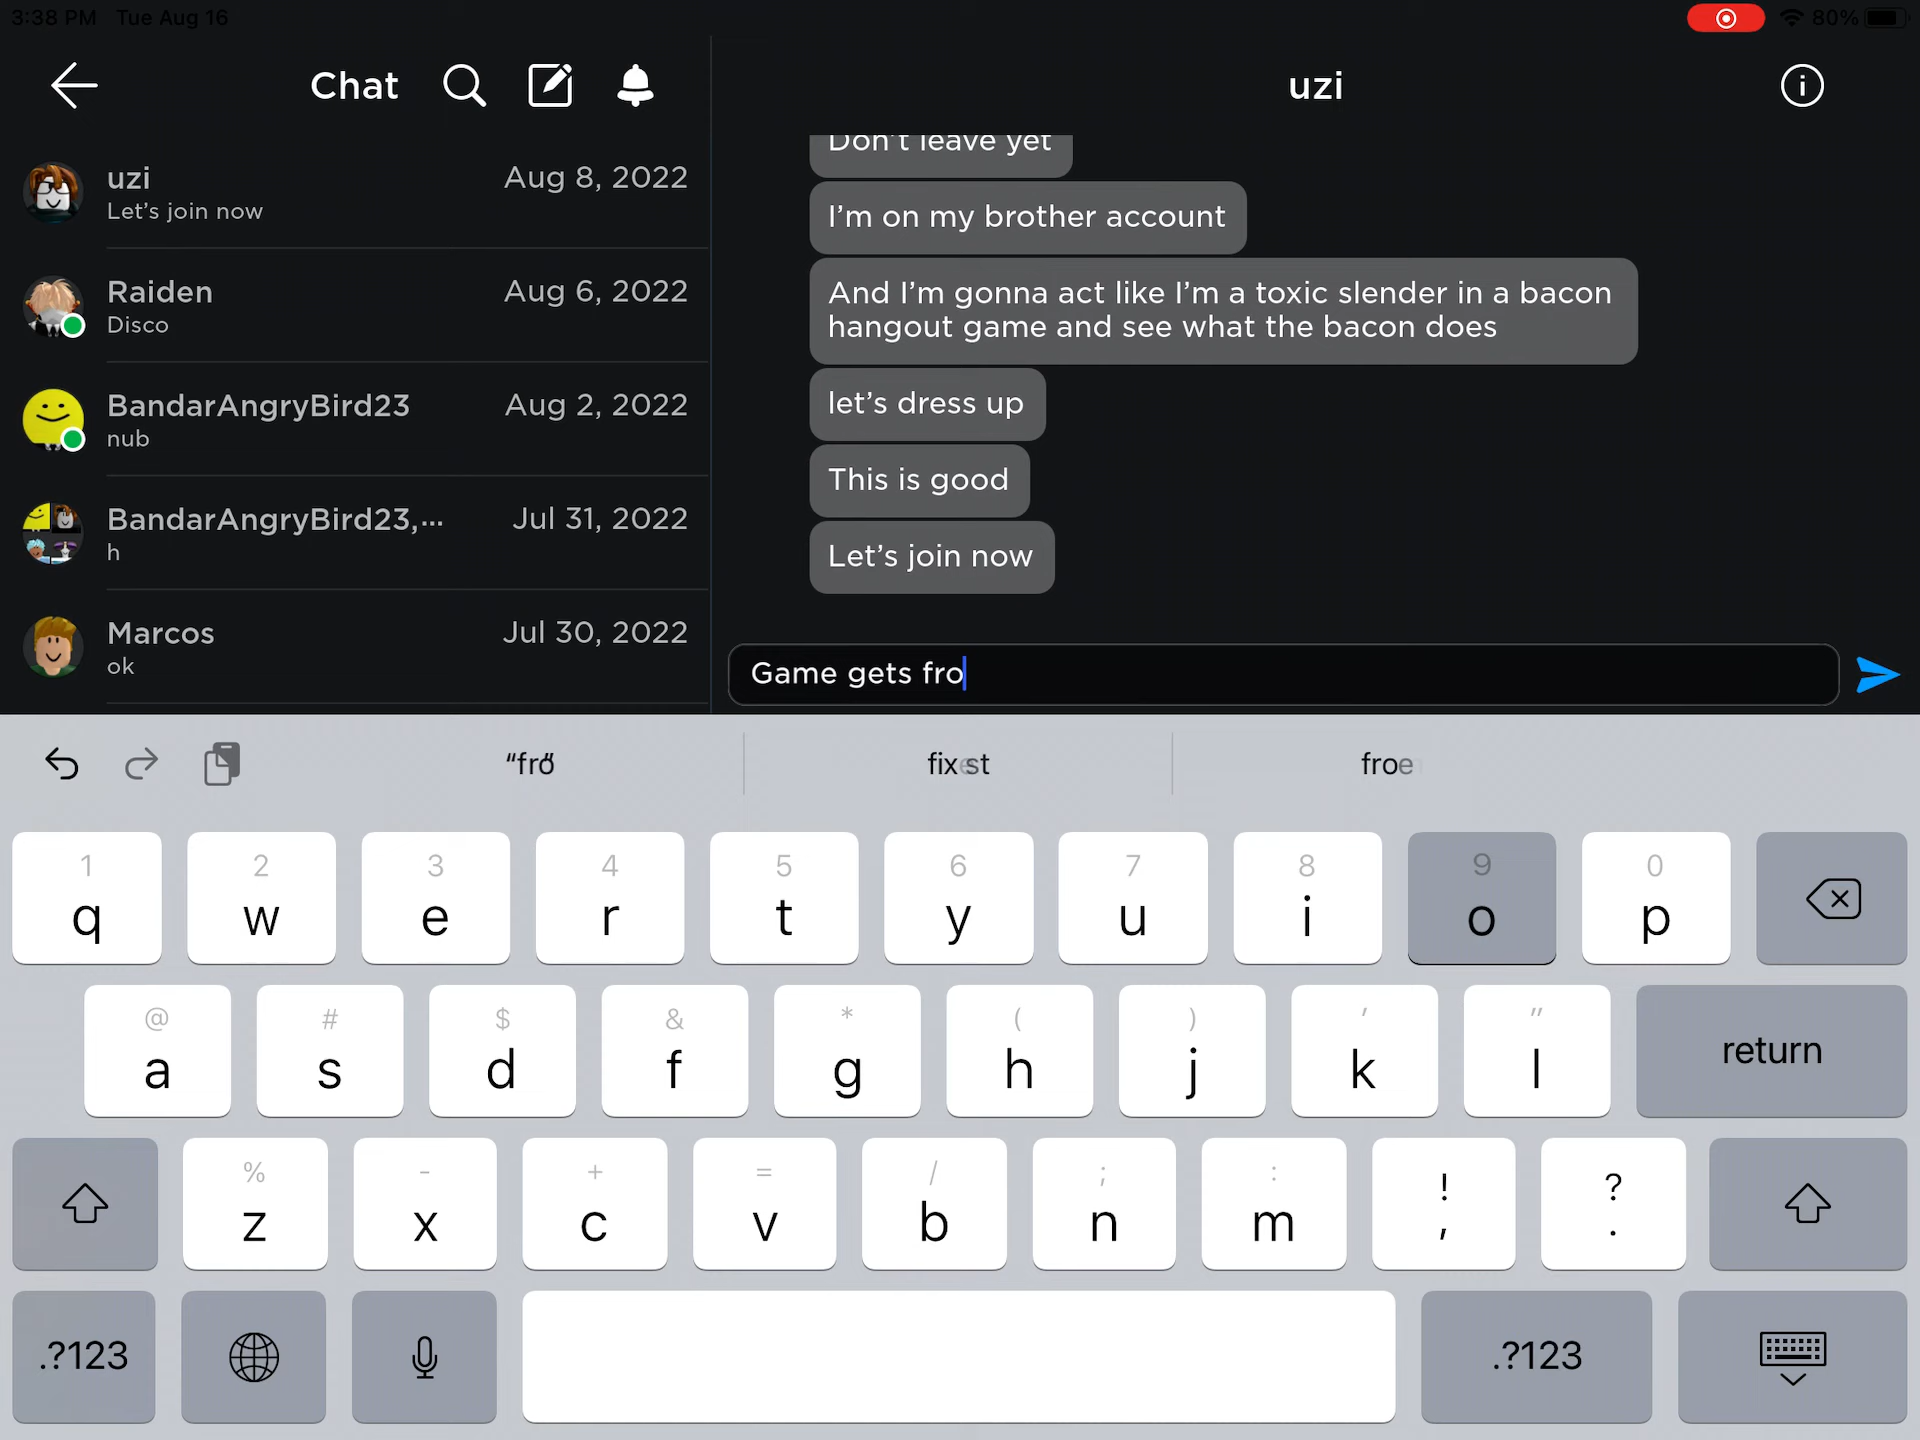 3:38 PM Tue Aug 16
80%
Chat
uzi
uzi
Aug 8, 2022
Let's join now
Raiden
Aug 6, 2022
Disco
BandarAngryBird23
Aug 2, 2022
nub
BandarAngryBird23,...
Jul 31, 2022
h
Marcos
Jul 30, 2022
ok
Don't leave yet
I'm on my brother account
And I'm gonna act like I'm a toxic slender in a bacon
hangout game and see what the bacon does
let's dress up
This is good
Let's join now
Game gets fro
1 2 3 4 5 6 7 8 9 0
q w e r t y u i o p
@ # $ & * ( ) ' "
a s d f g h j k l return
% - + = / ; : ! ?
z x c v b n m , .
.?123 .?123